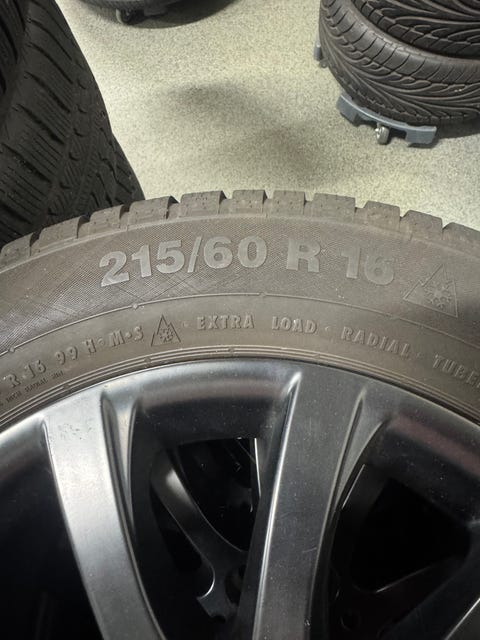 215/60 R 16
R 16 99 H·M·S · EXTRA LOAD · RADIAL · TUBE